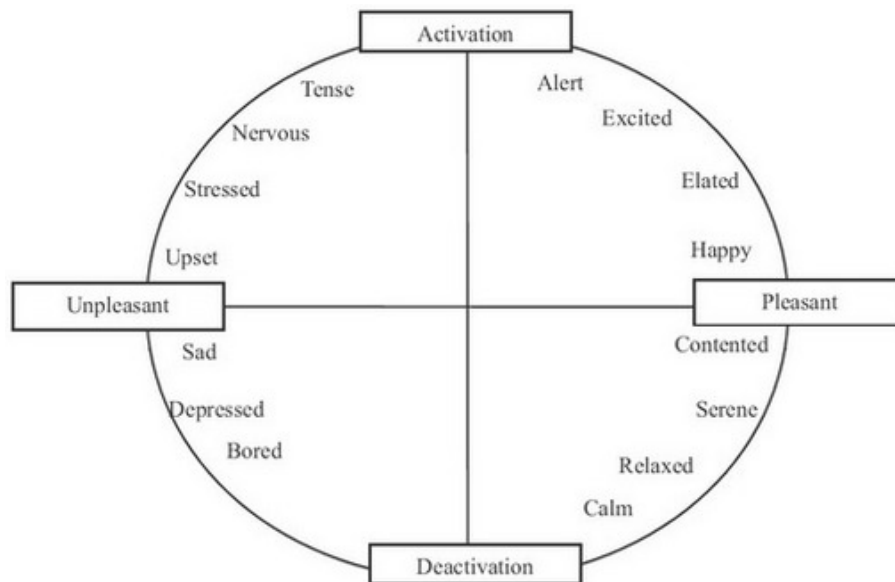 Activation
Tense
Alert
Excited
Nervous
Stressed
Elated
Upset
Happy
Unpleasant
Pleasant
Sad
Contented
Depressed
Serene
Bored
Relaxed
Calm
Deactivation